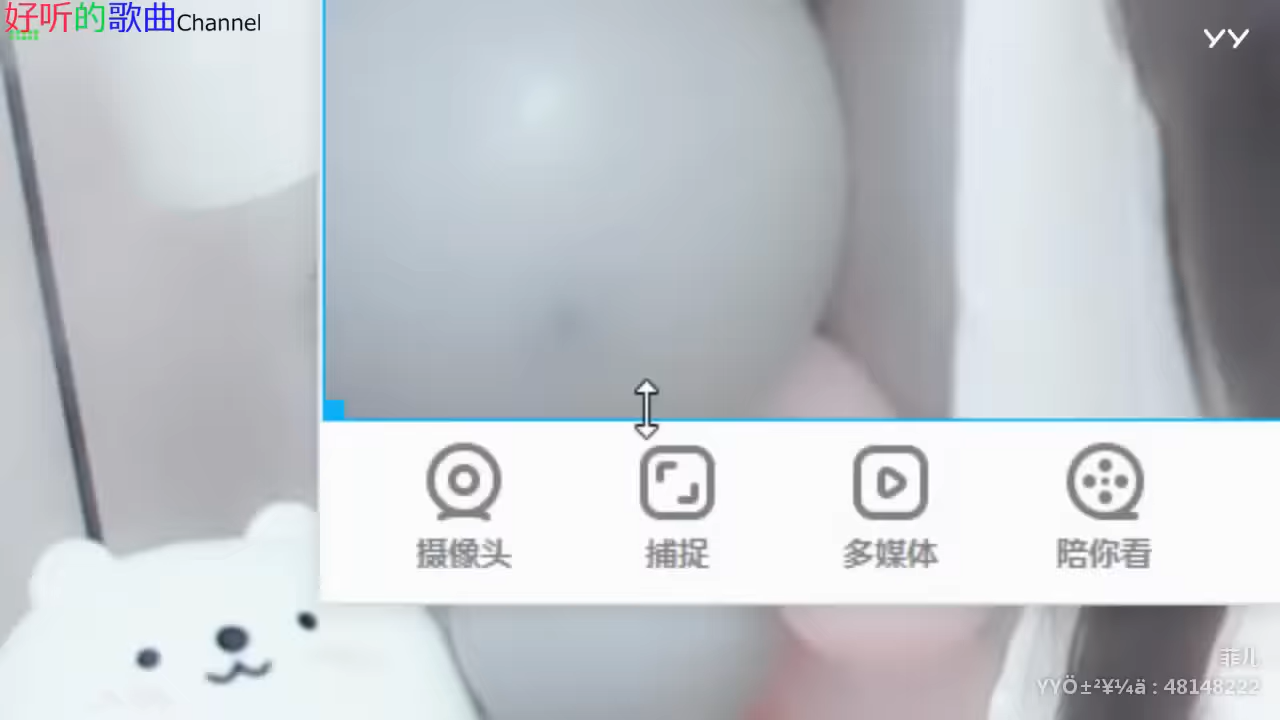 好听的歌曲Channel
YY
摄像头
捕捉
多媒体
陪你看
菲儿
YYÖ±²¥¼ä : 48148222